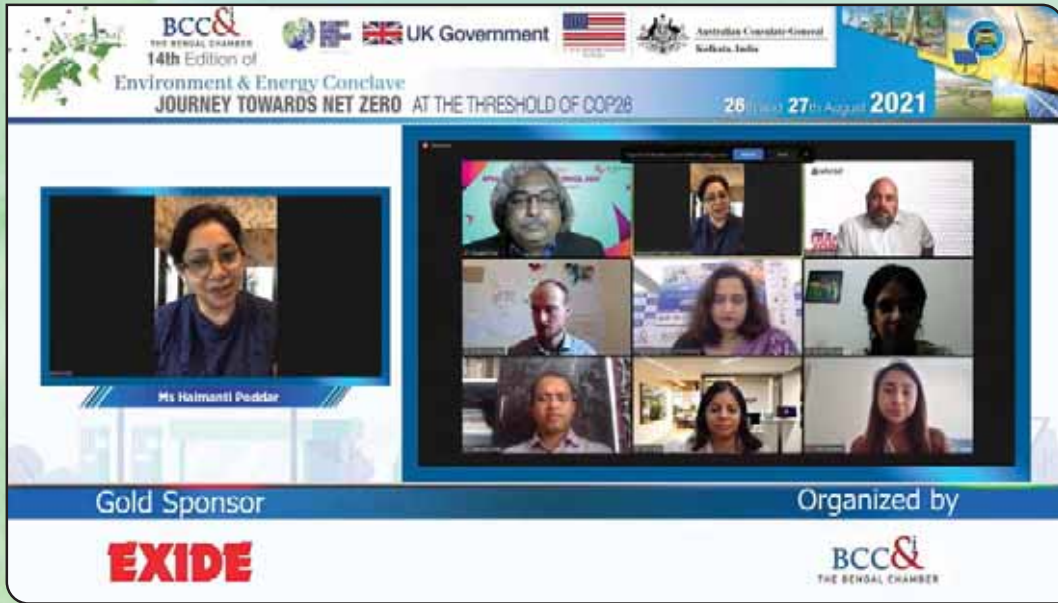 BCC&i
THE BENGAL CHAMBER
14th Edition of
Environment & Energy Conclave
JOURNEY TOWARDS NET ZERO AT THE THRESHOLD OF COP26
UK Government
Australian Consulate-General
Kolkata, India
26 and 27th August 2021
Ms Haimanti Poddar
Gold Sponsor
Organized by
EXIDE
BCC&i
THE BENGAL CHAMBER